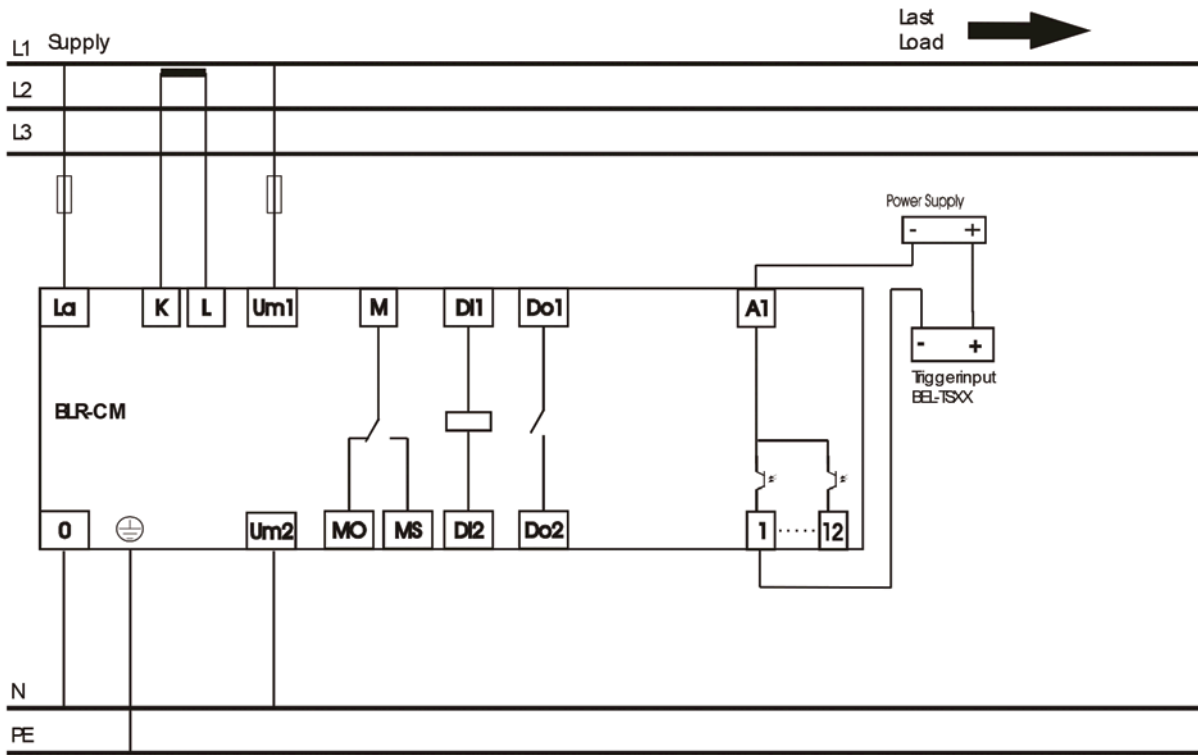 L1 Supply
Last
Load
L2
L3
Power Supply
- +
La K L Um1 M DI1 Do1 A1
- +
Triggerinput
BEL-TSXX
BLR-CM
0 Um2 MO MS DI2 Do2 1 ..... 12
N
PE